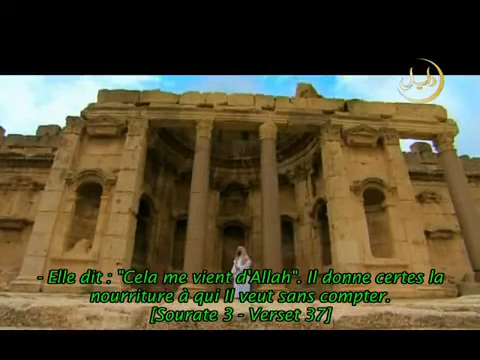 - Elle dit : "Cela me vient d'Allah". Il donne certes la
nourriture à qui Il veut sans compter.
[Sourate 3 - Verset 37]